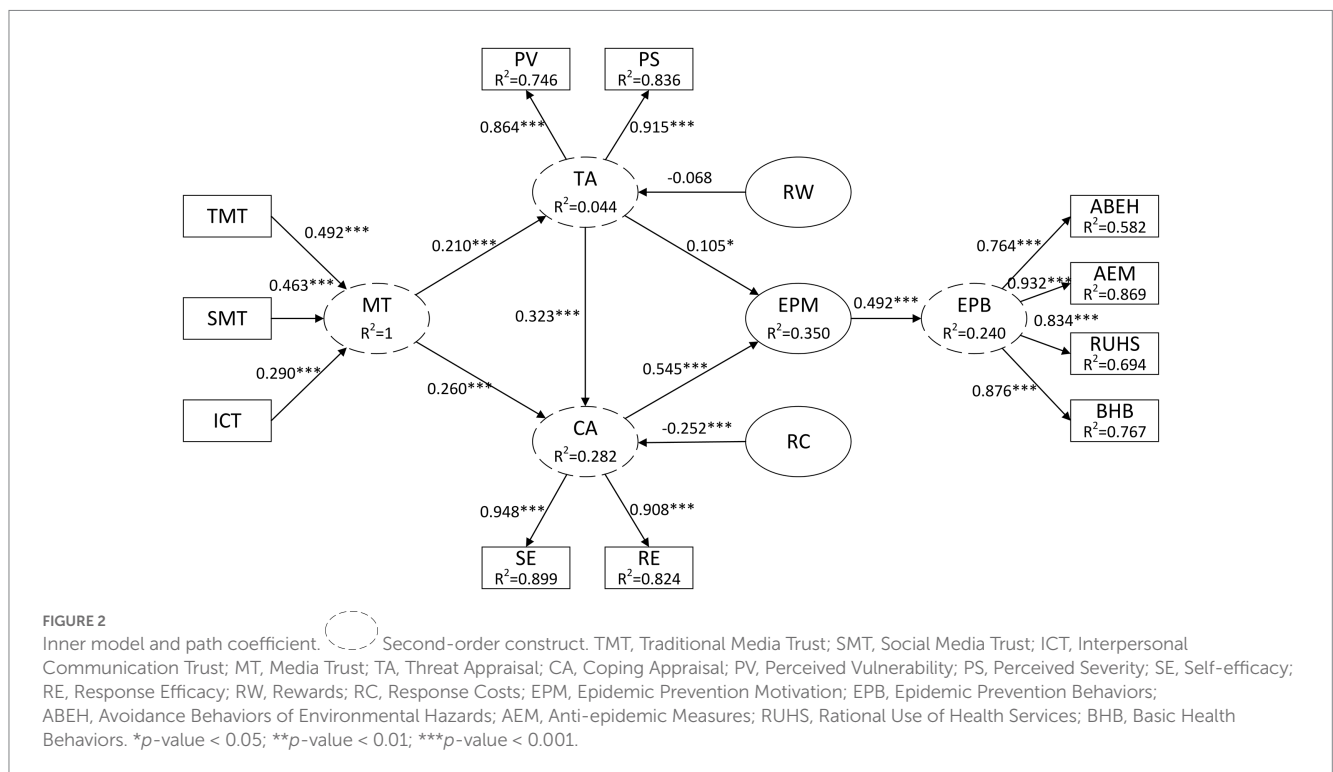 PV
R²=0.746
PS
R²=0.836
0.864***
0.915***
TA
R²=0.044
-0.068
RW
TMT
0.492***
0.210***
0.105*
ABEH
R²=0.582
0.764***
0.463***
0.932***
AEM
R²=0.869
SMT
MT
R²=1
0.323***
EPM
R²=0.350
0.492***
EPB
R²=0.240
0.834***
RUHS
R²=0.694
0.290***
0.260***
0.545***
0.876***
ICT
CA
R²=0.282
-0.252***
RC
BHB
R²=0.767
0.948***
0.908***
SE
R²=0.899
RE
R²=0.824
FIGURE 2
Inner model and path coefficient. Second-order construct. TMT, Traditional Media Trust; SMT, Social Media Trust; ICT, Interpersonal
Communication Trust; MT, Media Trust; TA, Threat Appraisal; CA, Coping Appraisal; PV, Perceived Vulnerability; PS, Perceived Severity; SE, Self-efficacy;
RE, Response Efficacy; RW, Rewards; RC, Response Costs; EPM, Epidemic Prevention Motivation; EPB, Epidemic Prevention Behaviors;
ABEH, Avoidance Behaviors of Environmental Hazards; AEM, Anti-epidemic Measures; RUHS, Rational Use of Health Services; BHB, Basic Health
Behaviors. *p-value < 0.05; **p-value < 0.01; ***p-value < 0.001.